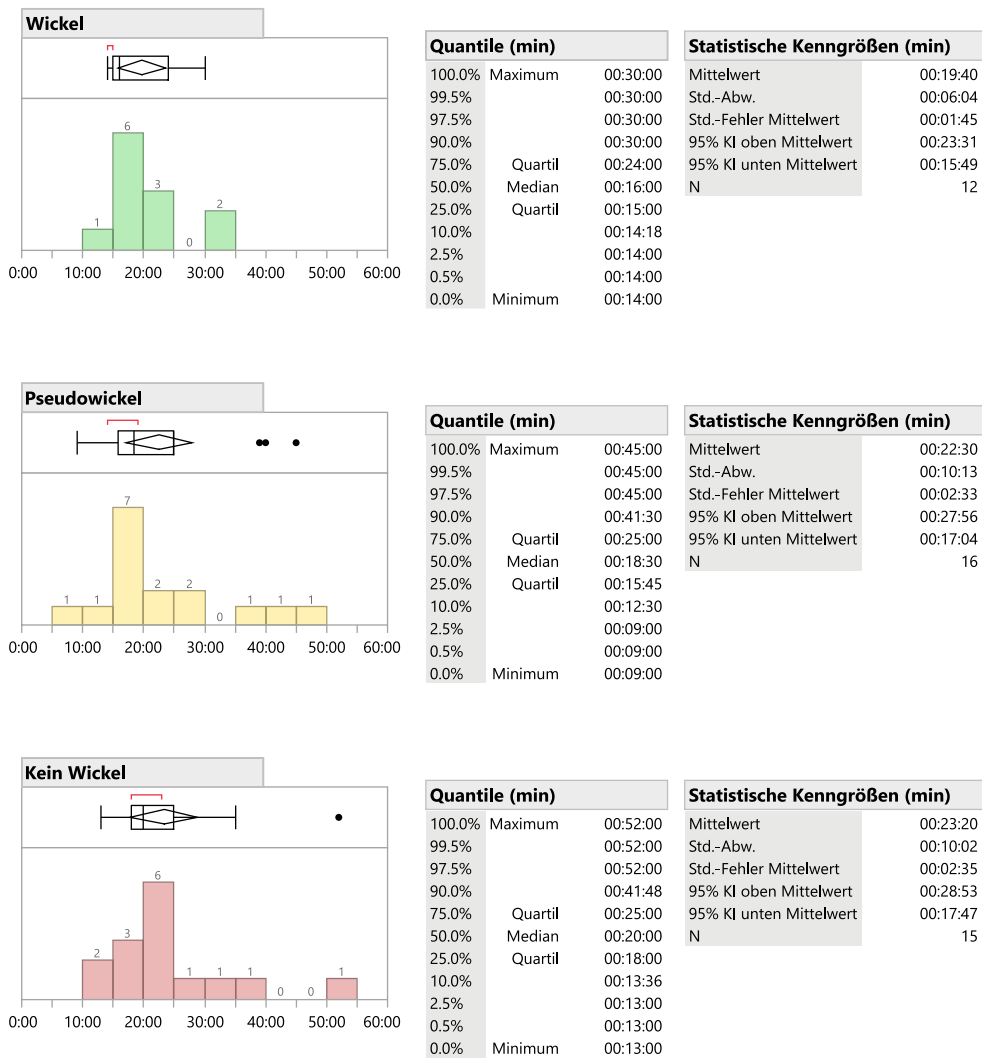 Wickel
6
3
2
1
0
0:00 10:00 20:00 30:00 40:00 50:00 60:00
Quantile (min)
100.0% Maximum 00:30:00
99.5% 00:30:00
97.5% 00:30:00
90.0% 00:30:00
75.0% Quartil 00:24:00
50.0% Median 00:16:00
25.0% Quartil 00:15:00
10.0% 00:14:18
2.5% 00:14:00
0.5% 00:14:00
0.0% Minimum 00:14:00
Statistische Kenngrößen (min)
Mittelwert 00:19:40
Std.-Abw. 00:06:04
Std.-Fehler Mittelwert 00:01:45
95% KI oben Mittelwert 00:23:31
95% KI unten Mittelwert 00:15:49
N 12
Pseudowickel
7
2 2
1 1 1 1 1
0
0:00 10:00 20:00 30:00 40:00 50:00 60:00
Quantile (min)
100.0% Maximum 00:45:00
99.5% 00:45:00
97.5% 00:45:00
90.0% 00:41:30
75.0% Quartil 00:25:00
50.0% Median 00:18:30
25.0% Quartil 00:15:45
10.0% 00:12:30
2.5% 00:09:00
0.5% 00:09:00
0.0% Minimum 00:09:00
Statistische Kenngrößen (min)
Mittelwert 00:22:30
Std.-Abw. 00:10:13
Std.-Fehler Mittelwert 00:02:33
95% KI oben Mittelwert 00:27:56
95% KI unten Mittelwert 00:17:04
N 16
Kein Wickel
6
3
2
1 1 1 1
0 0
0:00 10:00 20:00 30:00 40:00 50:00 60:00
Quantile (min)
100.0% Maximum 00:52:00
99.5% 00:52:00
97.5% 00:52:00
90.0% 00:41:48
75.0% Quartil 00:25:00
50.0% Median 00:20:00
25.0% Quartil 00:18:00
10.0% 00:13:36
2.5% 00:13:00
0.5% 00:13:00
0.0% Minimum 00:13:00
Statistische Kenngrößen (min)
Mittelwert 00:23:20
Std.-Abw. 00:10:02
Std.-Fehler Mittelwert 00:02:35
95% KI oben Mittelwert 00:28:53
95% KI unten Mittelwert 00:17:47
N 15